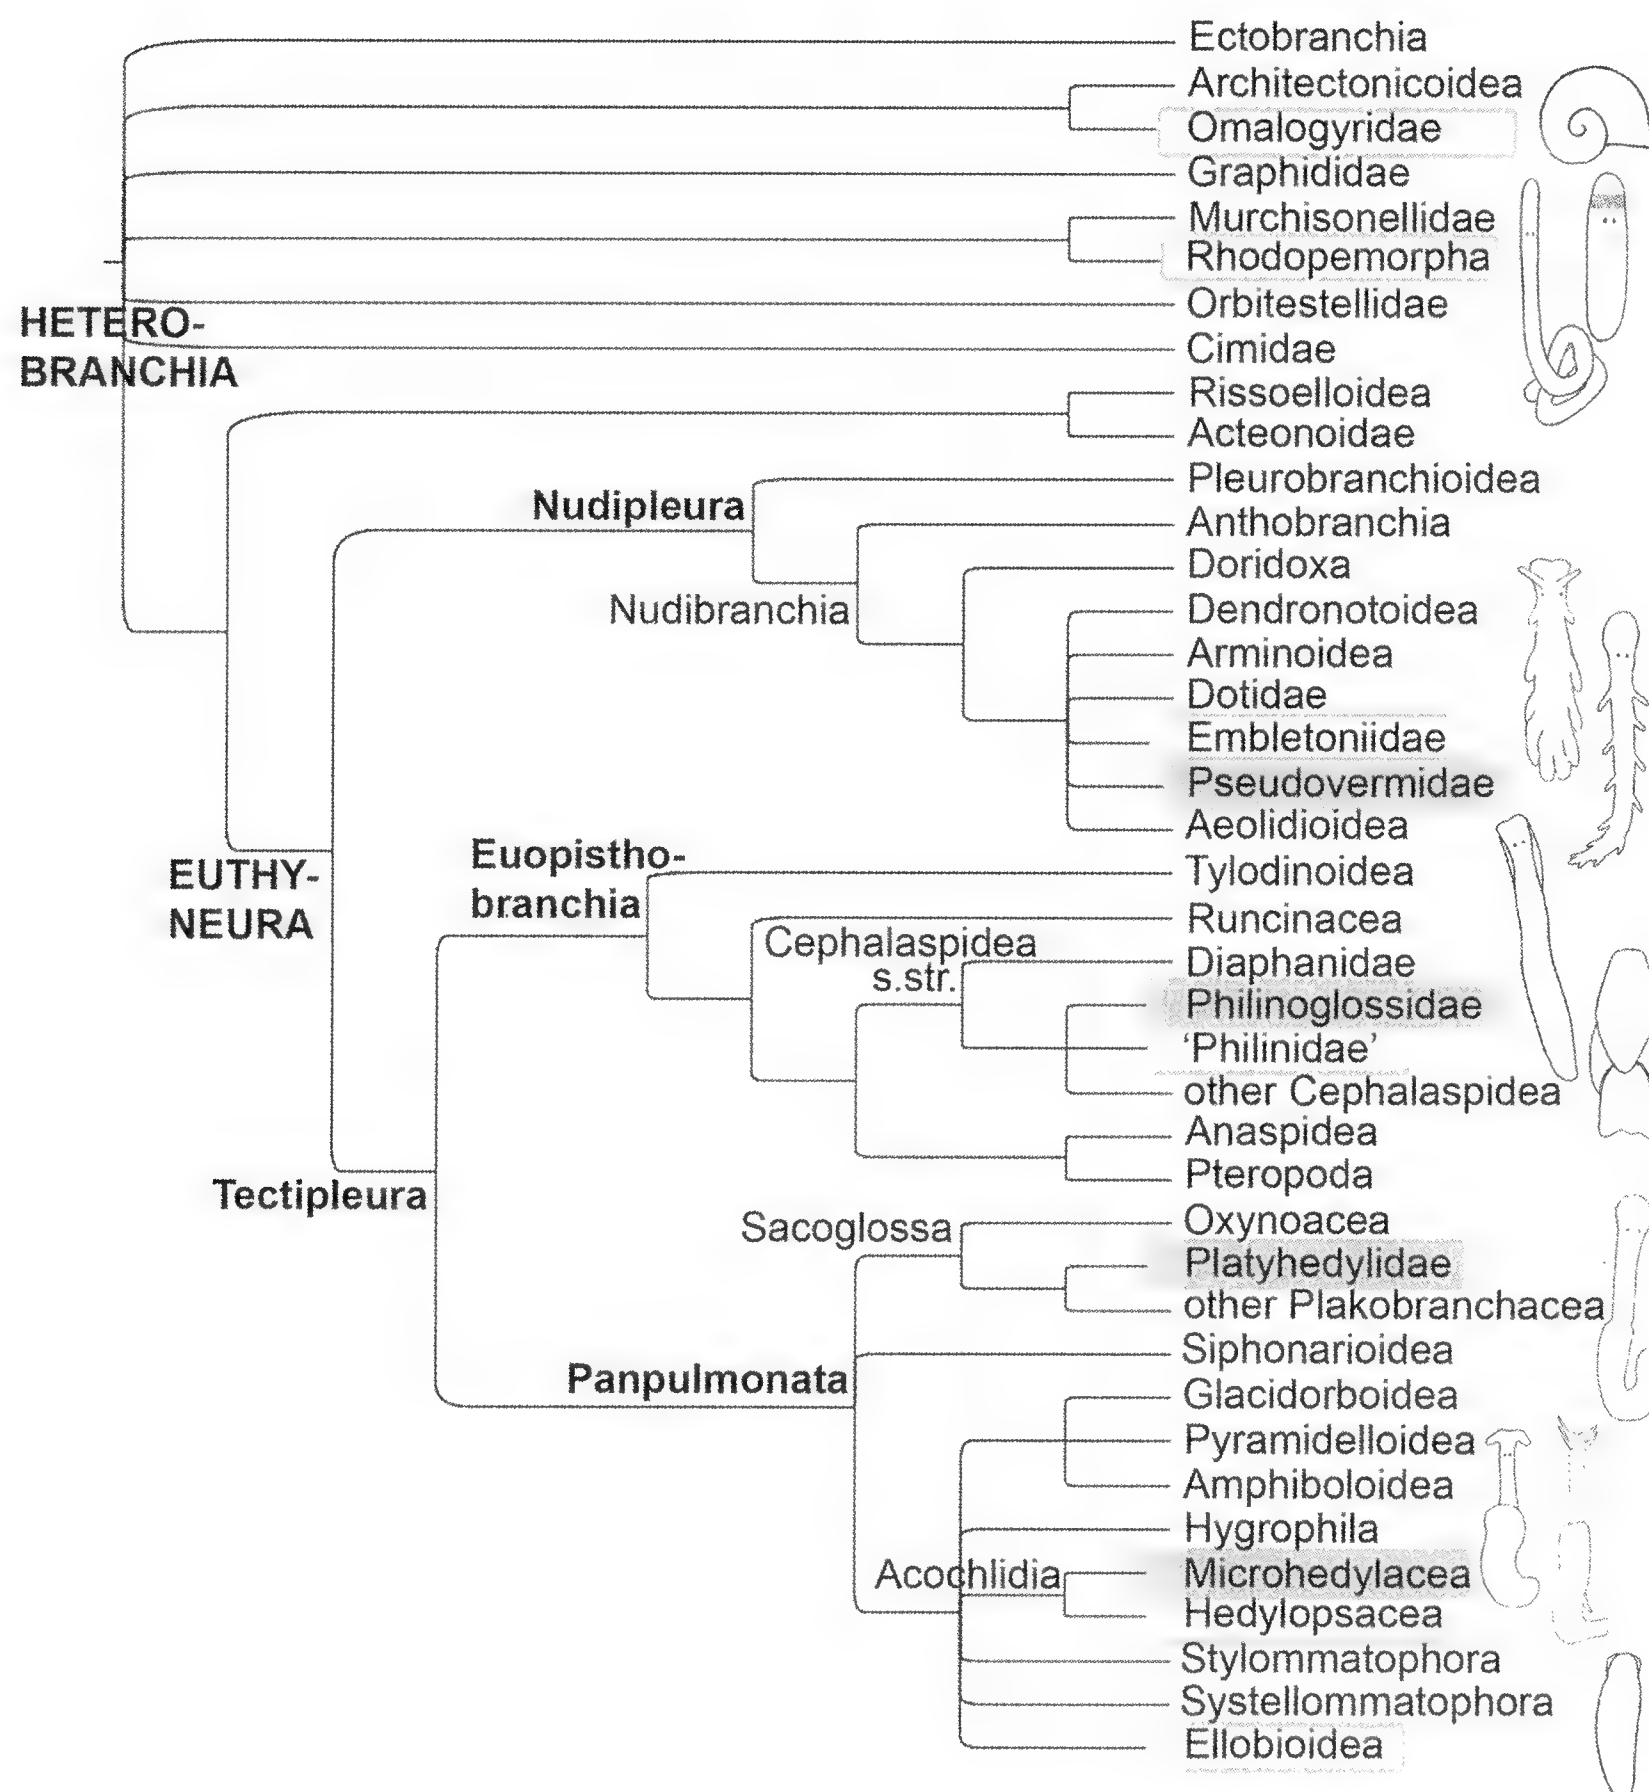 Ectobranchia
Architectonicoidea
Omalogyridae
Graphididae
Murchisonellidae
Rhodopemorpha
Orbitestellidae
HETERO-
BRANCHIA
Cimidae
Rissoelloidea
Acteonoidae
Pleurobranchioidea
Nudipleura
Anthobranchia
Doridoxa
Nudibranchia
Dendronotoidea
Arminoidea
Dotidae
Embletoniidae
Pseudovermidae
Aeolidioidea
Euopistho-
branchia
EUTHY-
NEURA
Tylodinoidea
Runcinacea
Cephalaspidea
s.str.
Diaphanidae
Philinoglossidae
‘Philinidae’
other Cephalaspidea
Anaspidea
Pteropoda
Tectipleura
Oxynoacea
Sacoglossa
Platyhedylidae
other Plakobranchacea
Siphonarioidea
Panpulmonata
Glacidorboidea
Pyramidelloidea
Amphiboloidea
Hygrophila
Acochlidia
Microhedylacea
Hedylopsacea
Stylommatophora
Systellommatophora
Ellobioidea